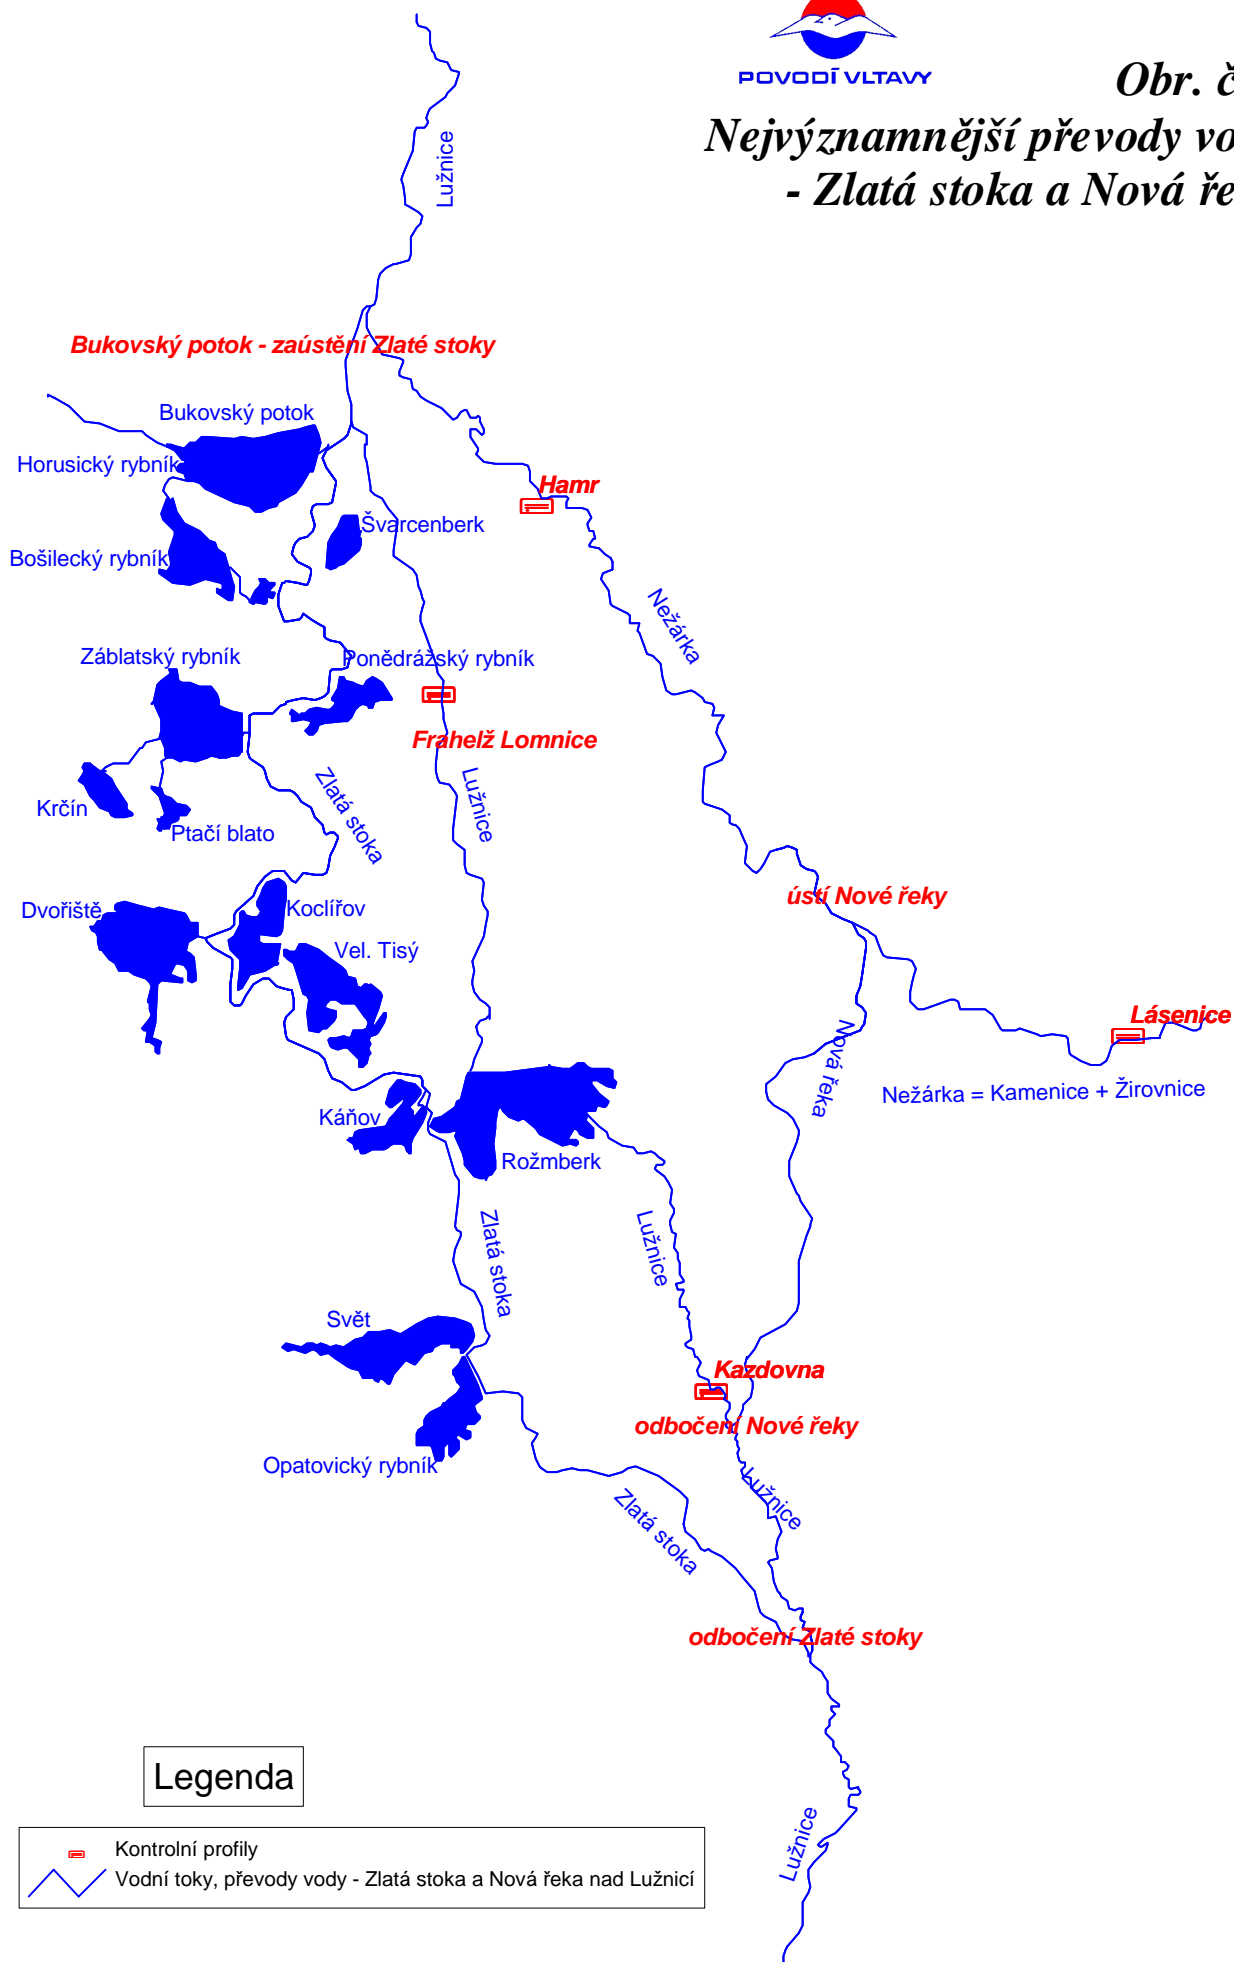 POVODÍ VLTAVY
Obr. č
Nejvýznamnější převody vo
- Zlatá stoka a Nová ře
Lužnice
Bukovský potok - zaústění Zlaté stoky
Bukovský potok
Horusický rybník
Hamr
Švarcenberk
Bošilecký rybník
Nežárka
Záblatský rybník
Ponědrážský rybník
Frahelž Lomnice
Zlatá stoka
Lužnice
Krčín
Ptačí blato
ústí Nové řeky
Dvořiště
Koclířov
Vel. Tisý
Lásenice
Nová řeka
Nežárka = Kamenice + Žirovnice
Káňov
Rožmberk
Zlatá stoka
Lužnice
Svět
Kazdovna
odbočení Nové řeky
Opatovický rybník
Lužnice
Zlatá stoka
odbočení Zlaté stoky
Legenda
Lužnice
Kontrolní profily
Vodní toky, převody vody - Zlatá stoka a Nová řeka nad Lužnicí